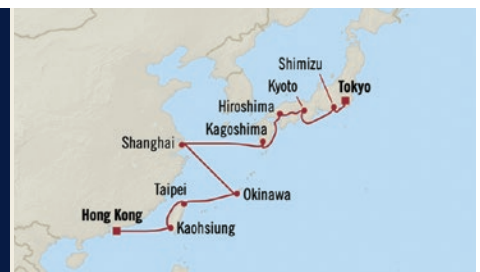 Shimizu
Kyoto
Tokyo
Hiroshima
Kagoshima
Shanghai
Taipei
Okinawa
Hong Kong
Kaohsiung